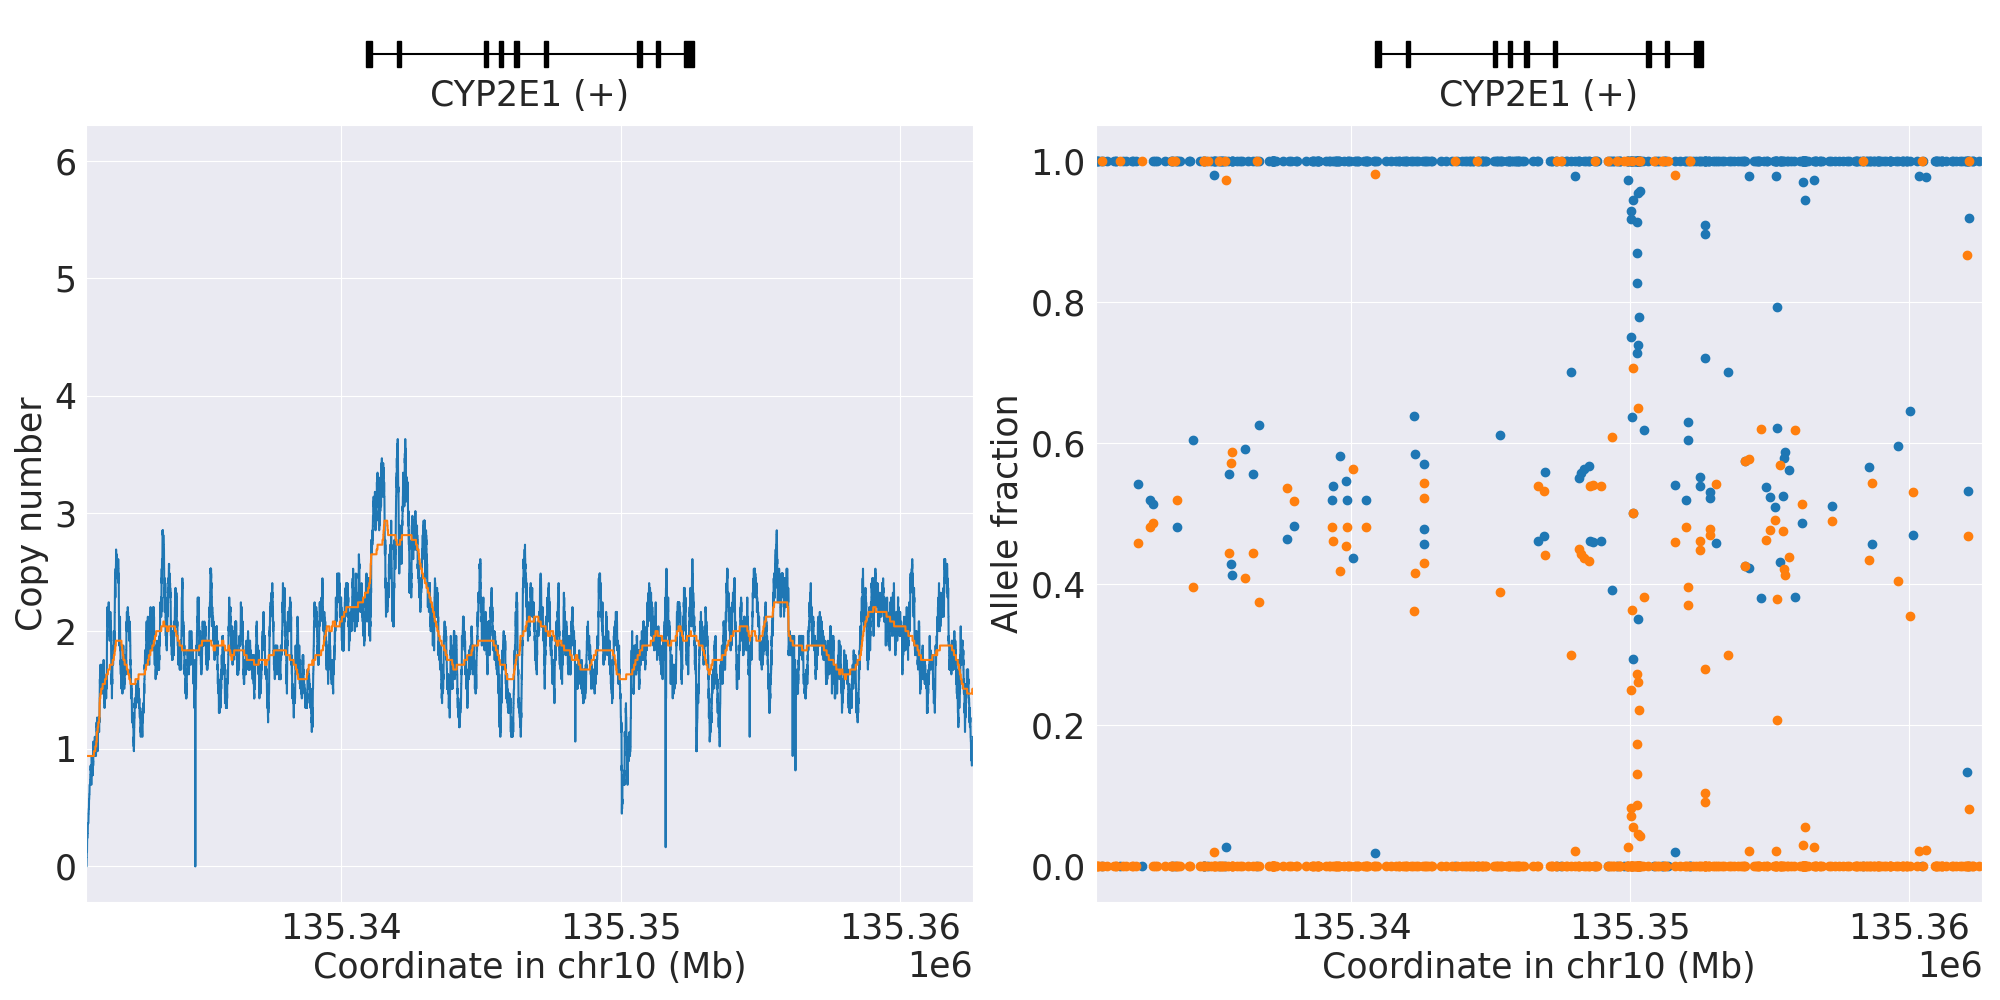 CYP2E1 (+)
CYP2E1 (+)
Copy number
6
5
4
3
2
1
0
135.34
135.35
135.36
Coordinate in chr10 (Mb)
1e6
Allele fraction
1.0
0.8
0.6
0.4
0.2
0.0
135.34
135.35
135.36
Coordinate in chr10 (Mb)
1e6